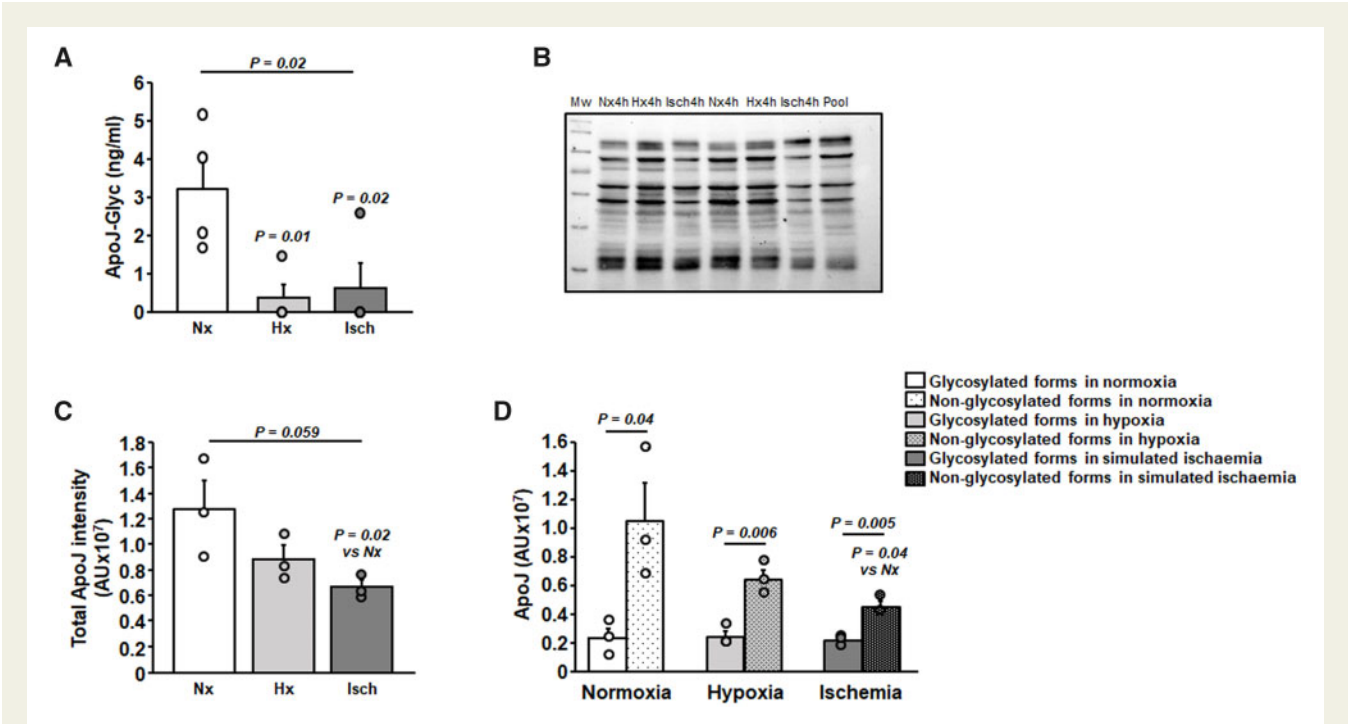 A
P = 0.02
ApoJ-Glyc (ng/ml)
6
5
4
3
2
1
0
P = 0.01
P = 0.02
Nx Hx Isch
B
Mw Nx4h Hx4h Isch4h Nx4h Hx4h Isch4h Pool
C
P = 0.059
Total ApoJ intensity
(AUx10⁷)
1.8
1.6
1.4
1.2
1.0
0.8
0.6
0.4
0.2
0
P = 0.02
vs Nx
Nx Hx Isch
D
Glycosylated forms in normoxia
Non-glycosylated forms in normoxia
Glycosylated forms in hypoxia
Non-glycosylated forms in hypoxia
Glycosylated forms in simulated ischaemia
Non-glycosylated forms in simulated ischaemia
ApoJ (AUx10⁷)
1.6
1.4
1.2
1.0
0.8
0.6
0.4
0.2
0
P = 0.04
P = 0.006
P = 0.005
P = 0.04
vs Nx
Normoxia Hypoxia Ischemia